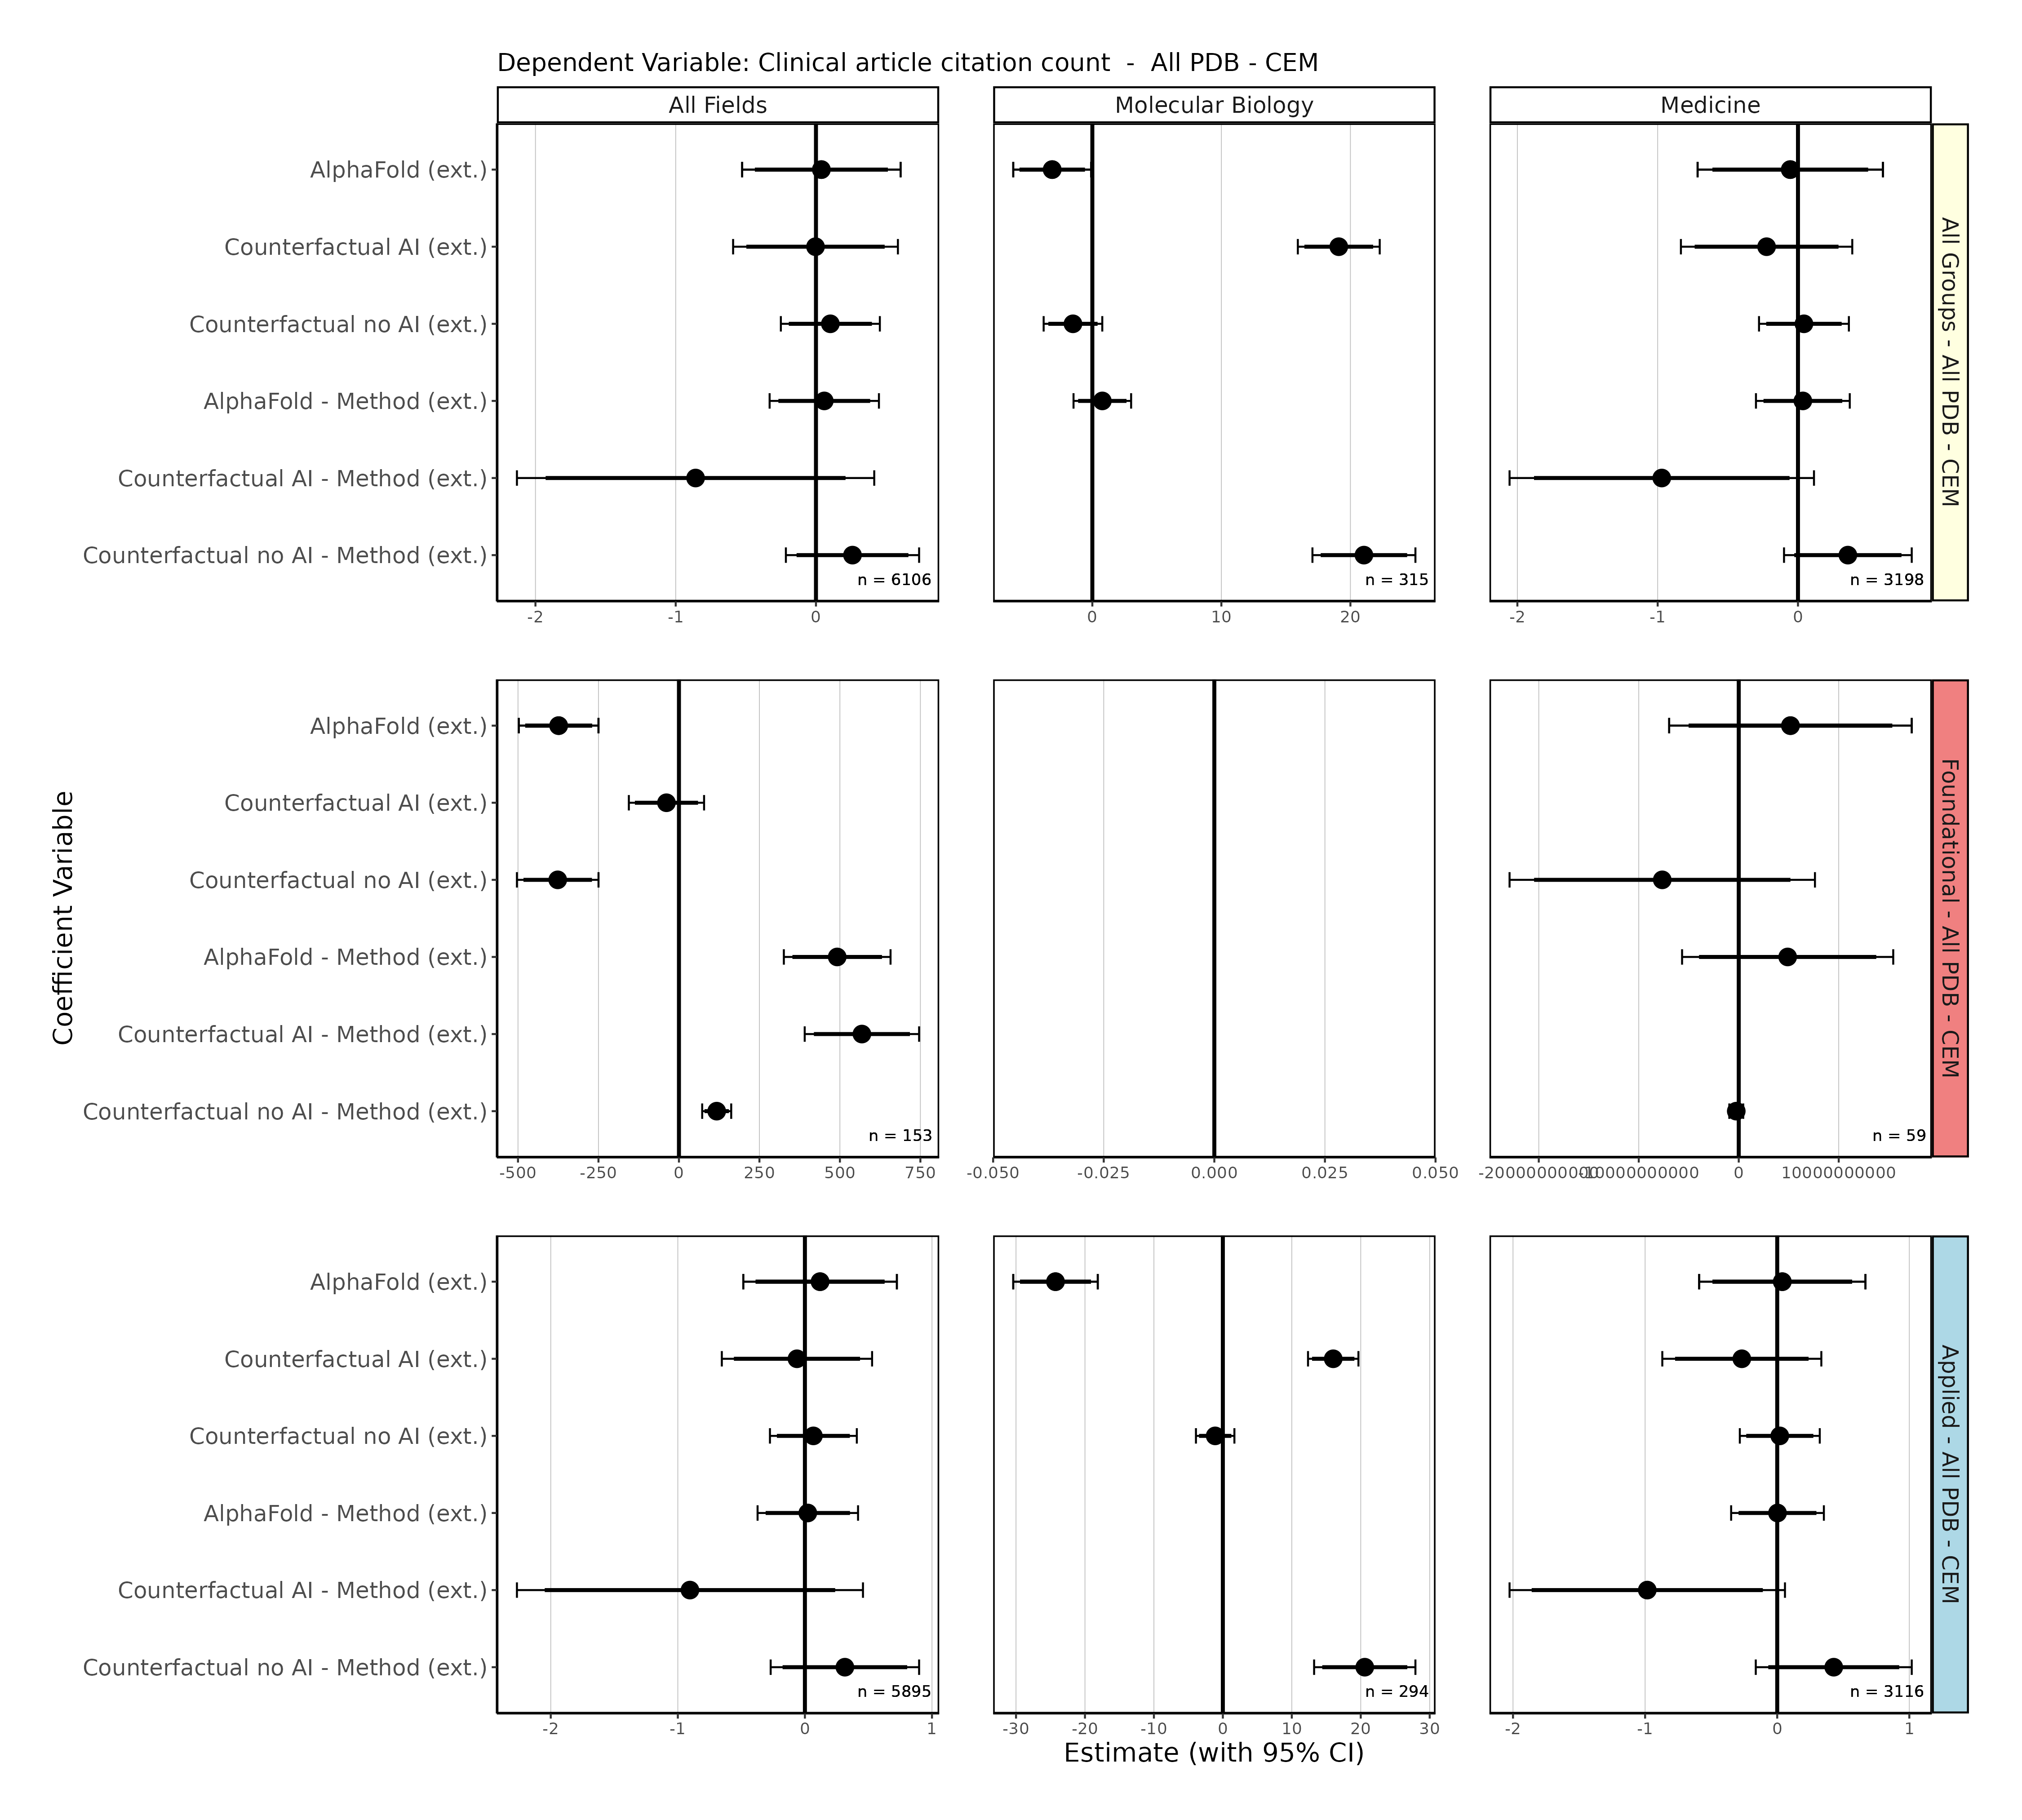 Dependent Variable: Clinical article citation count  -  All PDB - CEM
All Fields
Molecular Biology
Medicine
AlphaFold (ext.)
Counterfactual AI (ext.)
Counterfactual no AI (ext.)
AlphaFold - Method (ext.)
Counterfactual AI - Method (ext.)
Counterfactual no AI - Method (ext.)
n = 6106
n = 315
n = 3198
-2 -1 0
0 10 20
-2 -1 0
All Groups - All PDB - CEM
Coefficient Variable
AlphaFold (ext.)
Counterfactual AI (ext.)
Counterfactual no AI (ext.)
AlphaFold - Method (ext.)
Counterfactual AI - Method (ext.)
Counterfactual no AI - Method (ext.)
n = 153
n = 59
-500 -250 0 250 500 750
-0.050 -0.025 0.000 0.025 0.050
0 10000000000
Foundational - All PDB - CEM
AlphaFold (ext.)
Counterfactual AI (ext.)
Counterfactual no AI (ext.)
AlphaFold - Method (ext.)
Counterfactual AI - Method (ext.)
Counterfactual no AI - Method (ext.)
n = 5895
n = 294
n = 3116
-2 -1 0 1
-30 -20 -10 0 10 20 30
-2 -1 0 1
Applied - All PDB - CEM
Estimate (with 95% CI)